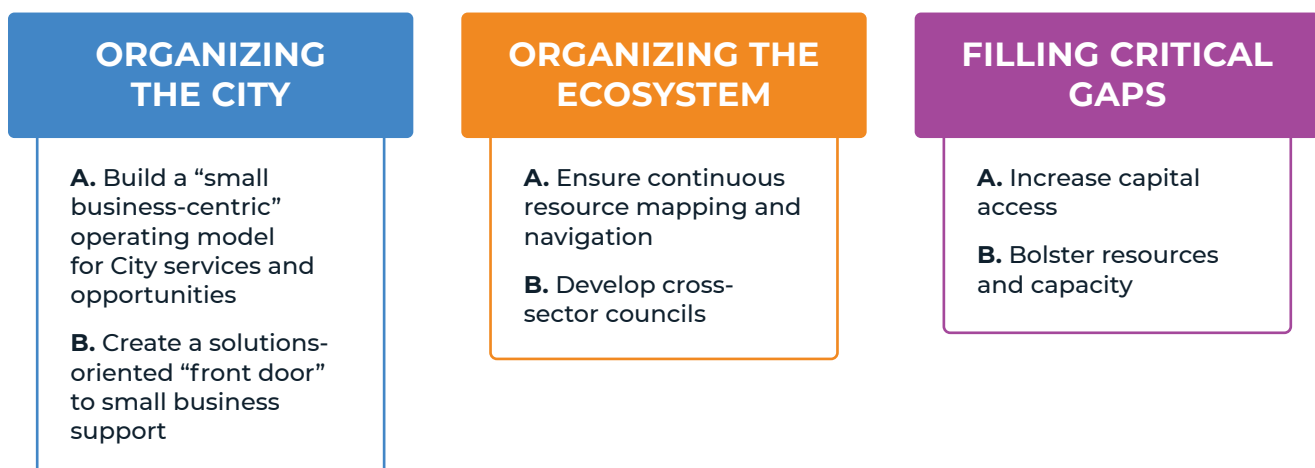 ORGANIZING
THE CITY
A. Build a “small
business-centric”
operating model
for City services and
opportunities
B. Create a solutions-
oriented “front door”
to small business
support
ORGANIZING THE
ECOSYSTEM
A. Ensure continuous
resource mapping and
navigation
B. Develop cross-
sector councils
FILLING CRITICAL
GAPS
A. Increase capital
access
B. Bolster resources
and capacity